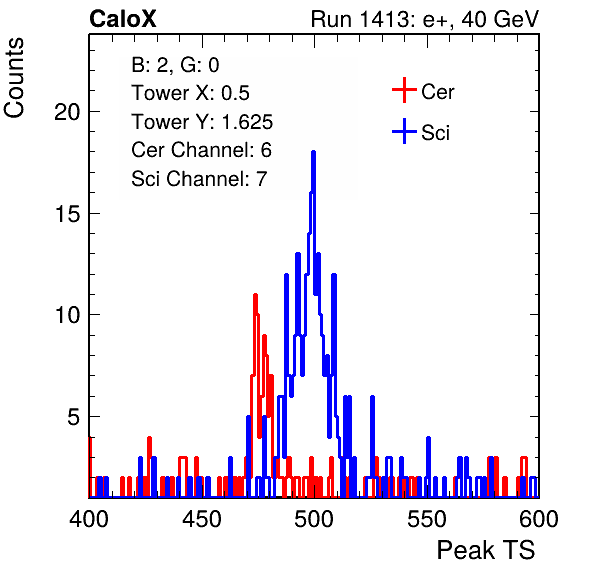 CaloX
Run 1413: e+, 40 GeV
Counts
B: 2, G: 0
Tower X: 0.5
Tower Y: 1.625
Cer Channel: 6
Sci Channel: 7
Cer
Sci
20
15
10
5
400 450 500 550 600
Peak TS